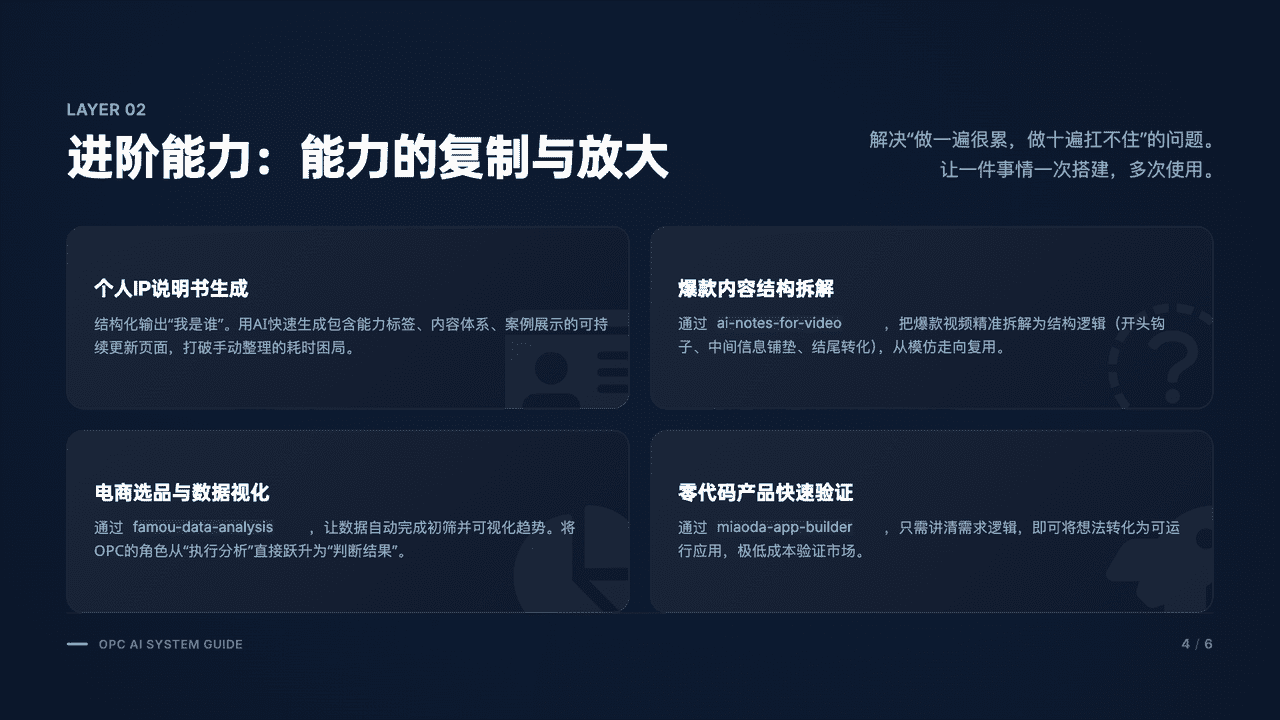 LAYER 02
进阶能力：能力的复制与放大
解决“做一遍很累，做十遍扛不住”的问题。
让一件事情一次搭建，多次使用。
个人IP说明书生成
结构化输出“我是谁”。用AI快速生成包含能力标签、内容体系、案例展示的可持
续更新页面，打破手动整理的耗时困局。
爆款内容结构拆解
通过 ai-notes-for-video ，把爆款视频精准拆解为结构逻辑（开头钩
子、中间信息铺垫、结尾转化），从模仿走向复用。
电商选品与数据视化
通过 famou-data-analysis ，让数据自动完成初筛并可视化趋势。将
OPC的角色从“执行分析”直接跃升为“判断结果”。
零代码产品快速验证
通过 miaoda-app-builder ，只需讲清需求逻辑，即可将想法转化为可运
行应用，极低成本验证市场。
OPC AI SYSTEM GUIDE
4 / 6